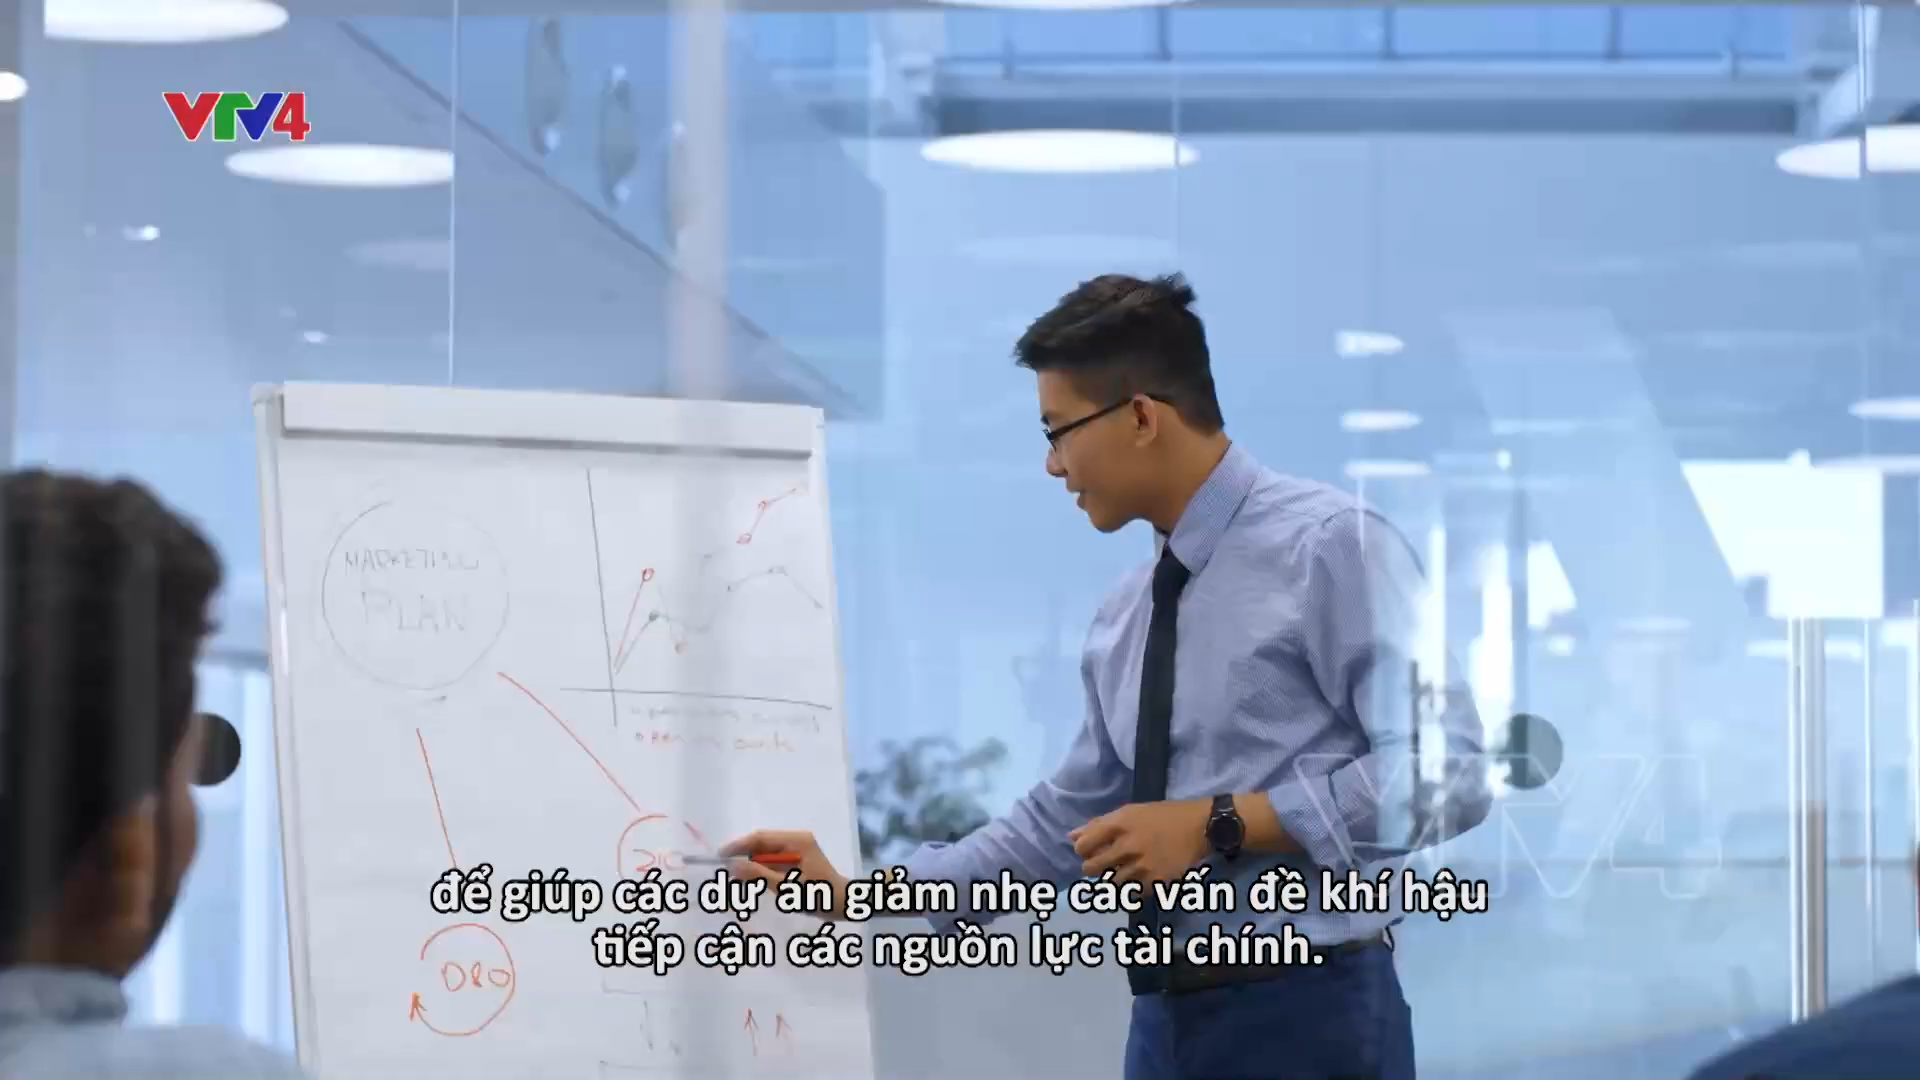 VTV4
MARKETING
PLAN
VTV4
để giúp các dự án giảm nhẹ các vấn đề khí hậu
tiếp cận các nguồn lực tài chính.